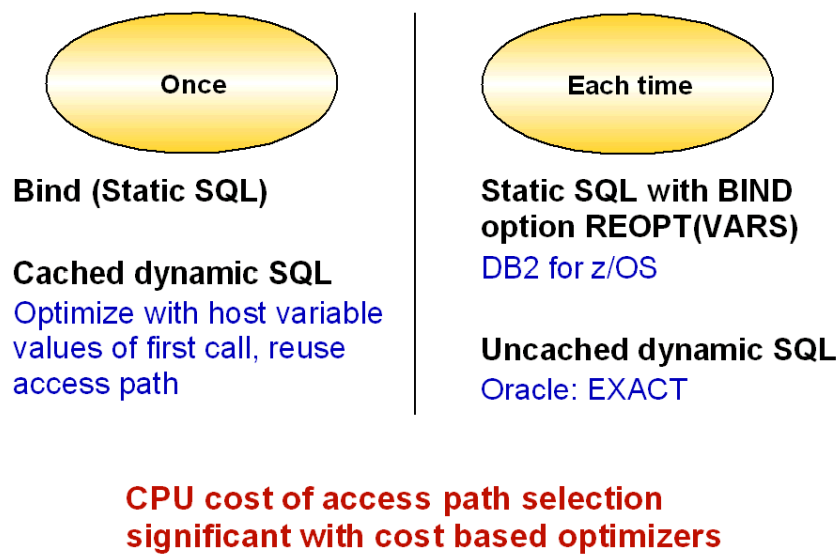 Once
Bind (Static SQL)
Cached dynamic SQL
Optimize with host variable
values of first call, reuse
access path
Each time
Static SQL with BIND
option REOPT(VARS)
DB2 for z/OS
Uncached dynamic SQL
Oracle: EXACT
CPU cost of access path selection
significant with cost based optimizers